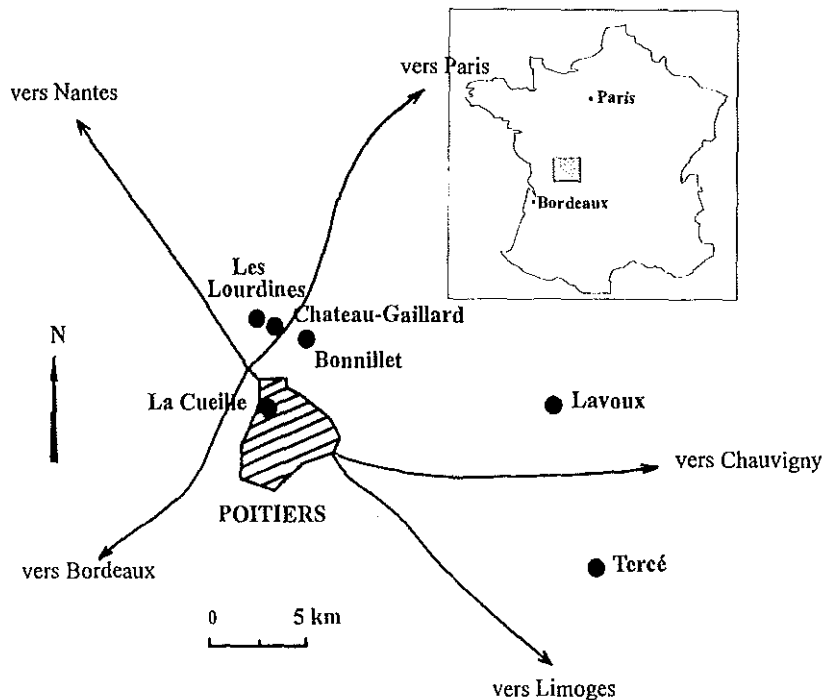 vers Paris
vers Nantes
Paris
Bordeaux
Les
Lourdines
Chateau-Gaillard
Bonnillet
N
La Cueille
Lavoux
vers Chauvigny
POITIERS
vers Bordeaux
Tercé
0 5 km
vers Limoges